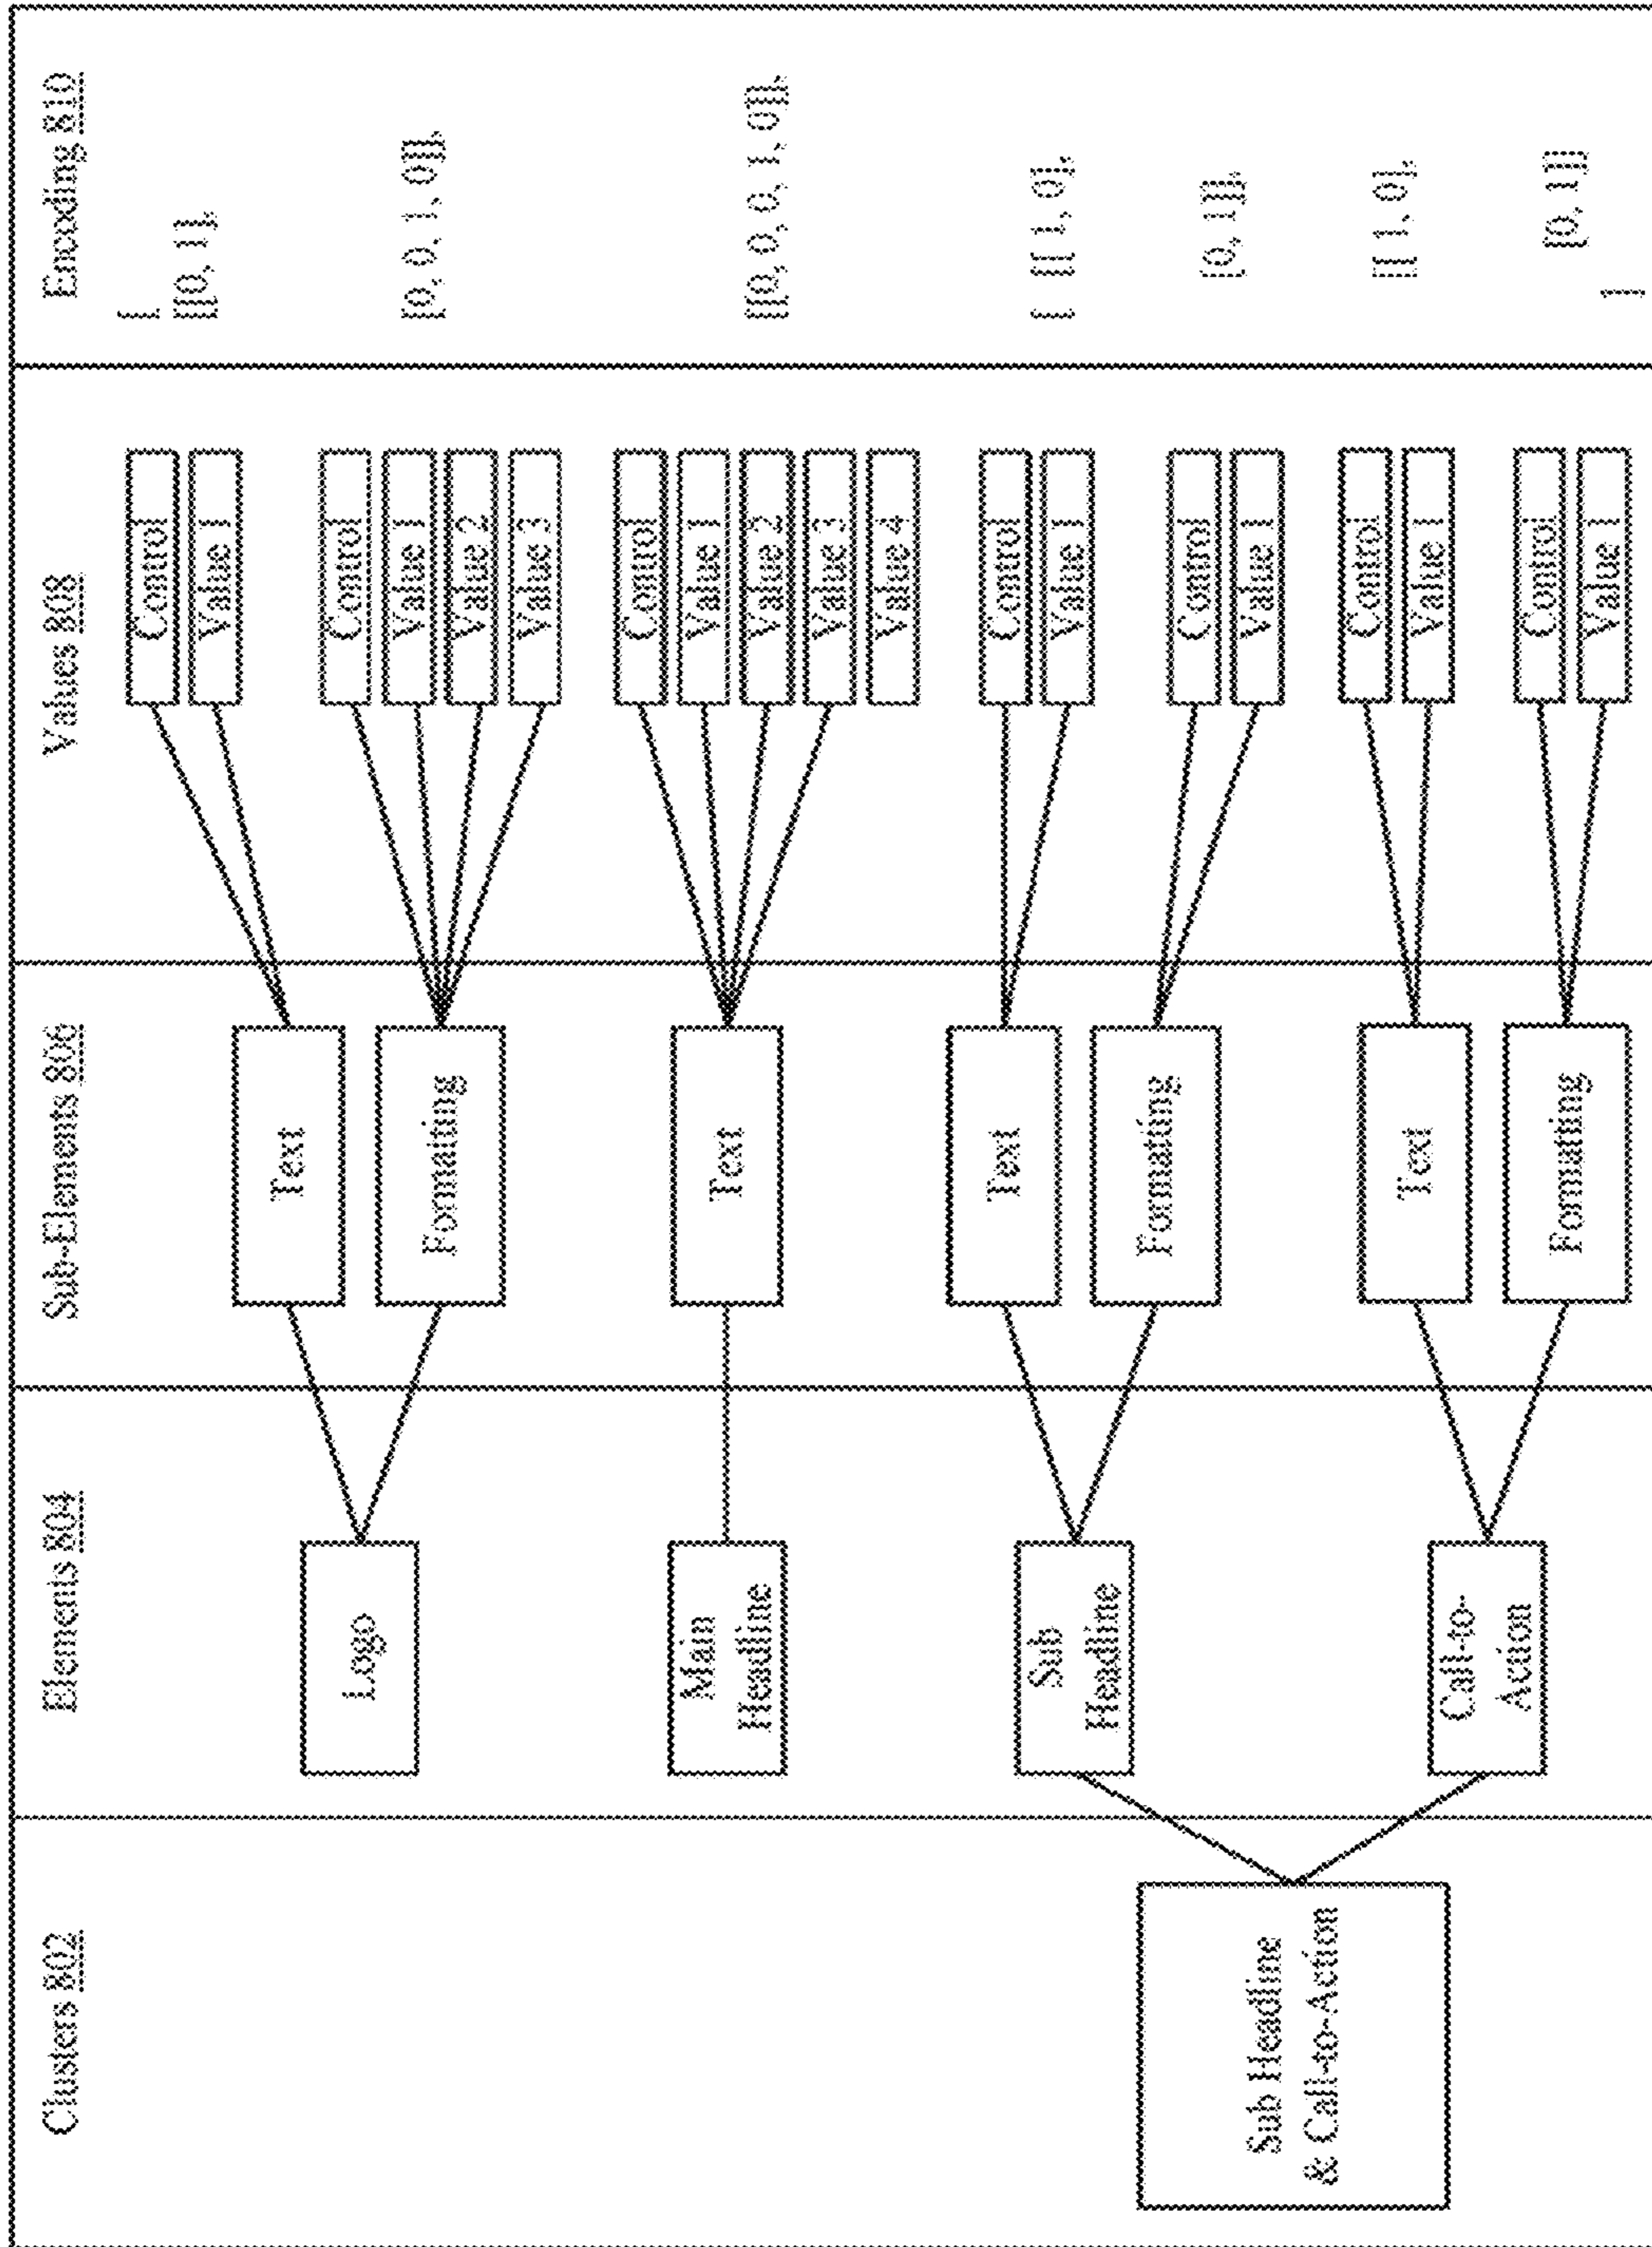 Clusters 802
Elements 804
Sub-Elements 806
Values 808
Encoding 810
Logo
Text
Formatting
Control
Value 1
Control
Value 1
Value 2
Value 3
[
[[[0, 1],
[0, 0, 1, 0]]],
Main
Headline
Text
Control
Value 1
Value 2
Value 3
Value 4
[[[0, 0, 0, 1, 0]]],
Sub Headline
& Call-to-Action
Sub
Headline
Text
Formatting
Control
Value 1
Control
Value 1
[ [[ 1, 0],
[0, 1]],
Call-to-
Action
Text
Formatting
Control
Value 1
Control
Value 1
[[ 1, 0],
[0, 1]]]
]